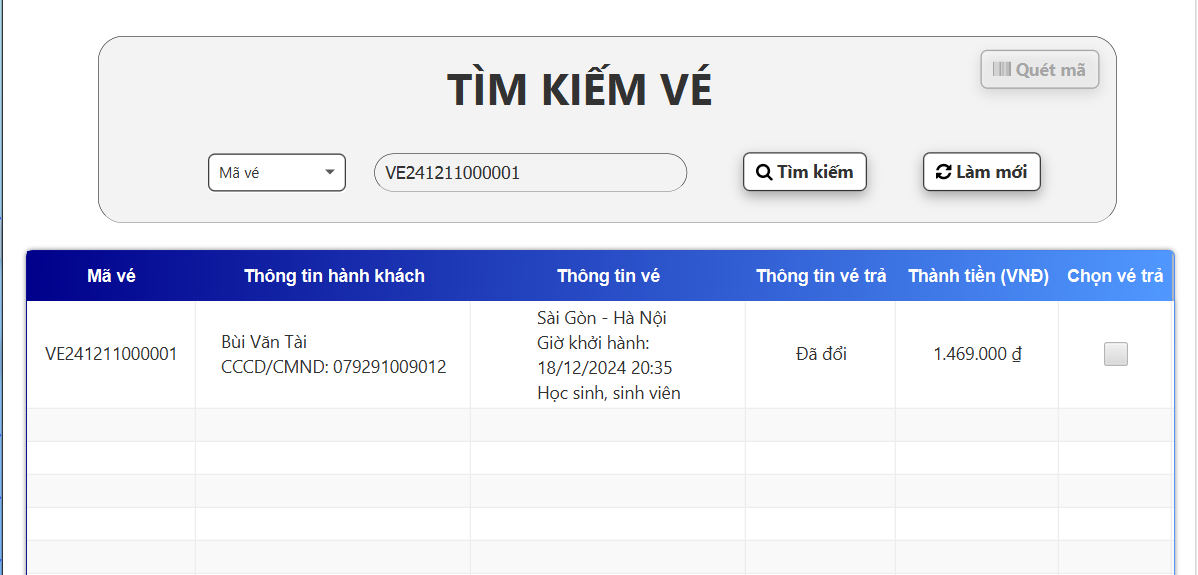 Quét mã
TÌM KIẾM VÉ
Mã vé
VE241211000001
Tìm kiếm
Làm mới
Mã vé
Thông tin hành khách
Thông tin vé
Thông tin vé trả
Thành tiền (VNĐ)
Chọn vé trả
VE241211000001
Bùi Văn Tài
CCCD/CMND: 079291009012
Sài Gòn - Hà Nội
Giờ khởi hành:
18/12/2024 20:35
Học sinh, sinh viên
Đã đổi
1.469.000 ₫